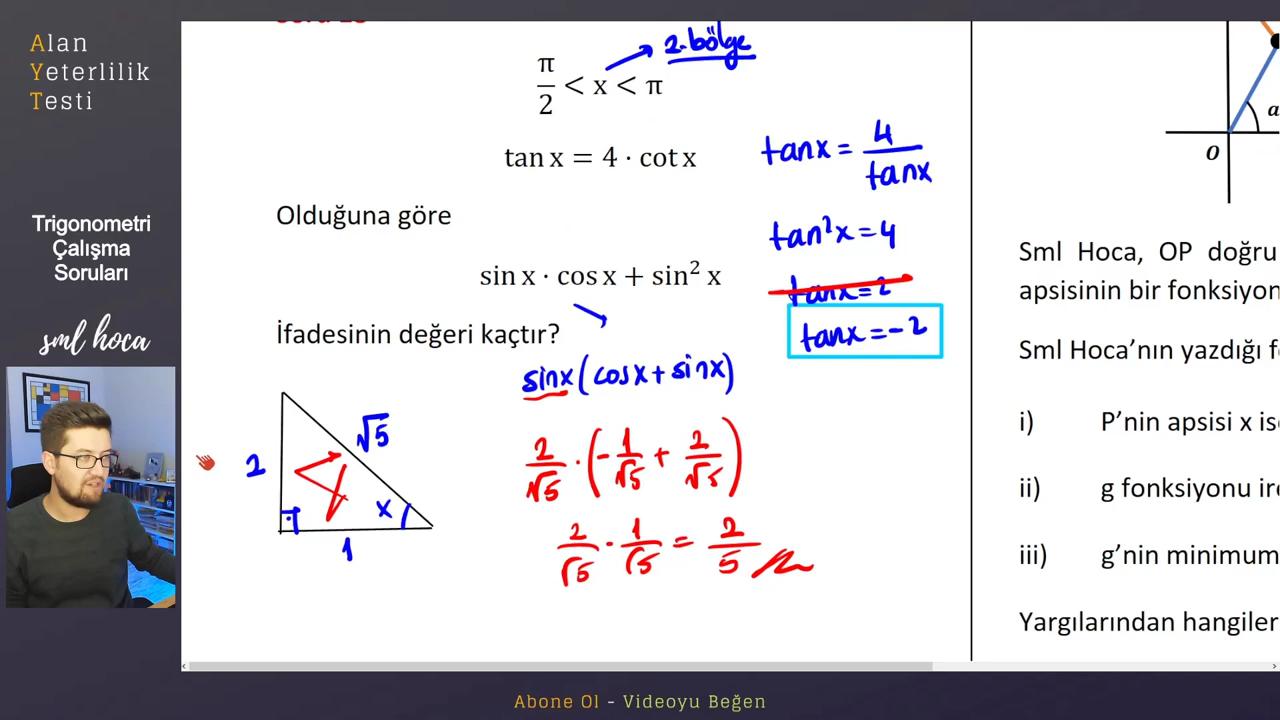 Alan
Yeterlilik
Testi
Trigonometri
Çalışma
Soruları
sml hoca
π/2 < x < π
2.bölge
tan x = 4 · cot x
Olduğuna göre
sin x · cos x + sin² x
İfadesinin değeri kaçtır?
tanx = 4/tanx
tan²x = 4
tanx = 2
tanx = -2
sinx (cosx + sinx)
2/√5 · (-1/√5 + 2/√5)
2/√5 · 1/√5 = 2/5
2
√5
x
1
O
a
Sml Hoca, OP doğru
apsisinin bir fonksiyon
Sml Hoca'nın yazdığı f
i) P'nin apsisi x ise
ii) g fonksiyonu ire
iii) g'nin minimum
Yargılarından hangiler
Abone Ol - Videoyu Beğen